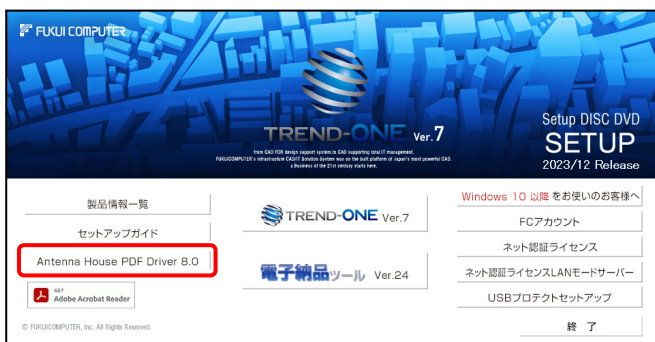 FUKUI COMPUTER
TREND-ONE Ver.7
from CAD FOR design support system,to CAD supporting total IT management.
FUKUICOMPUTER's infrastructure CAD/IT Solution System was on the built platform of Japan's most powerful CAD.
a Business of the 21st century starts here.
Setup DISC DVD
SETUP
2023/12 Release
製品情報一覧
セットアップガイド
Antenna House PDF Driver 8.0
GET
Adobe Acrobat Reader
© FUKUICOMPUTER, Inc. All Rights Reserved.
TREND-ONE Ver.7
電子納品ツール Ver.24
Windows 10 以降 をお使いのお客様へ
FCアカウント
ネット認証ライセンス
ネット認証ライセンスLANモードサーバー
USBプロテクトセットアップ
終 了